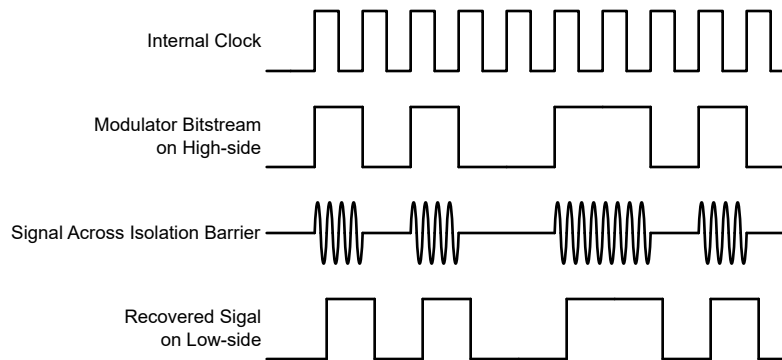 Internal Clock
Modulator Bitstream
on High-side
Signal Across Isolation Barrier
Recovered Sigal
on Low-side